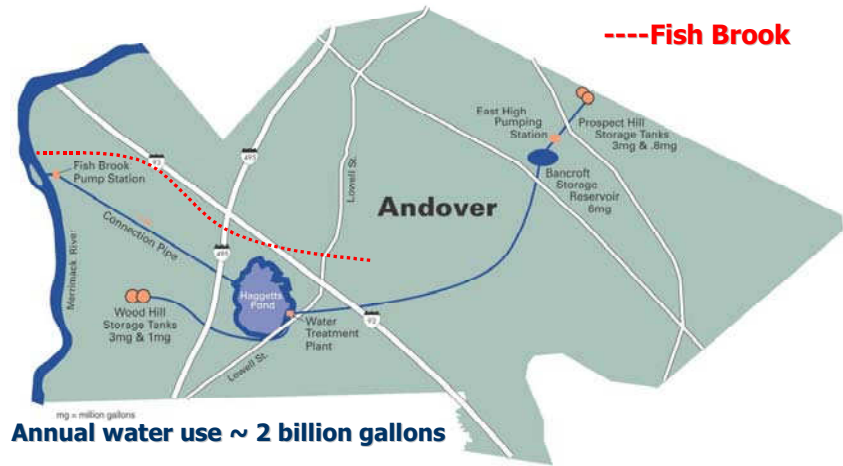 ----Fish Brook
93
495
Fish Brook
Pump Station
East High
Pumping
Station
Prospect Hill
Storage Tanks
3mg & .8mg
Lowell St.
Bancroft
Storage
Reservoir
6mg
Andover
Connection Pipe
Merrimack River
495
Haggetts
Pond
Wood Hill
Storage Tanks
3mg & 1mg
Water
Treatment
Plant
93
Lowell St.
mg = million gallons
Annual water use ~ 2 billion gallons